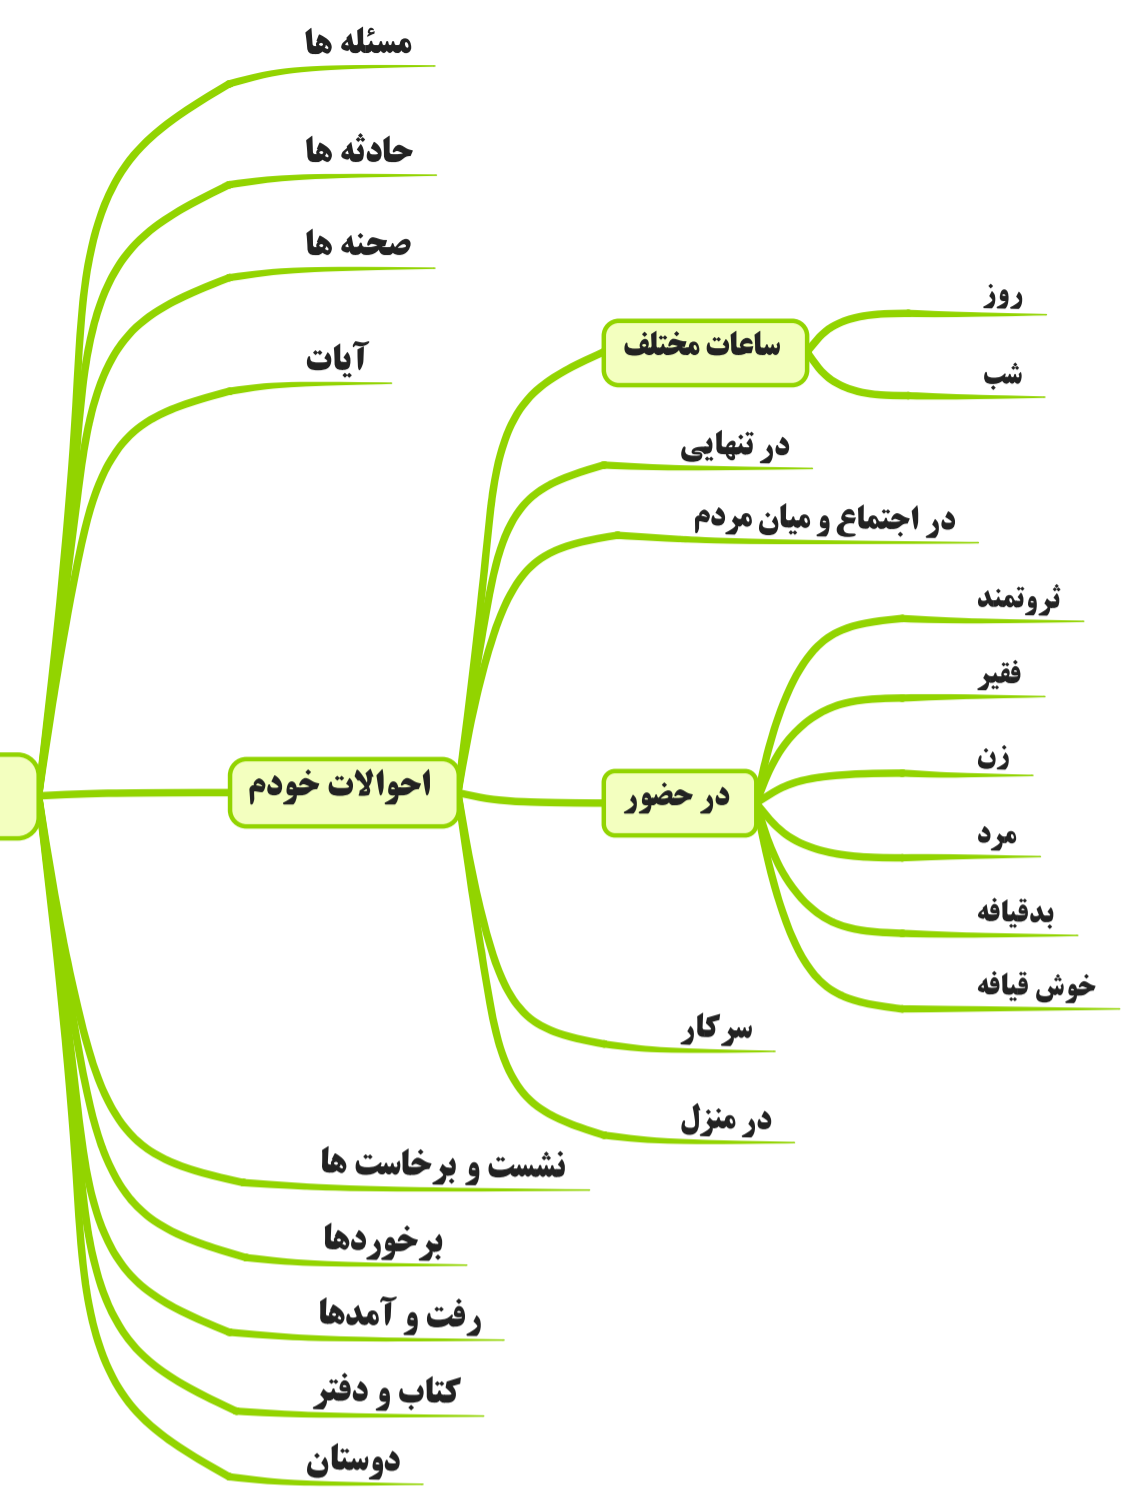 مسئله ها
حادثه ها
صحنه ها
آیات
احوالات خودم
ساعات مختلف
روز
شب
در تنهایی
در اجتماع و میان مردم
در حضور
ثروتمند
فقیر
زن
مرد
بدقیافه
خوش قیافه
سرکار
در منزل
نشست و برخاست ها
برخوردها
رفت و آمدها
کتاب و دفتر
دوستان